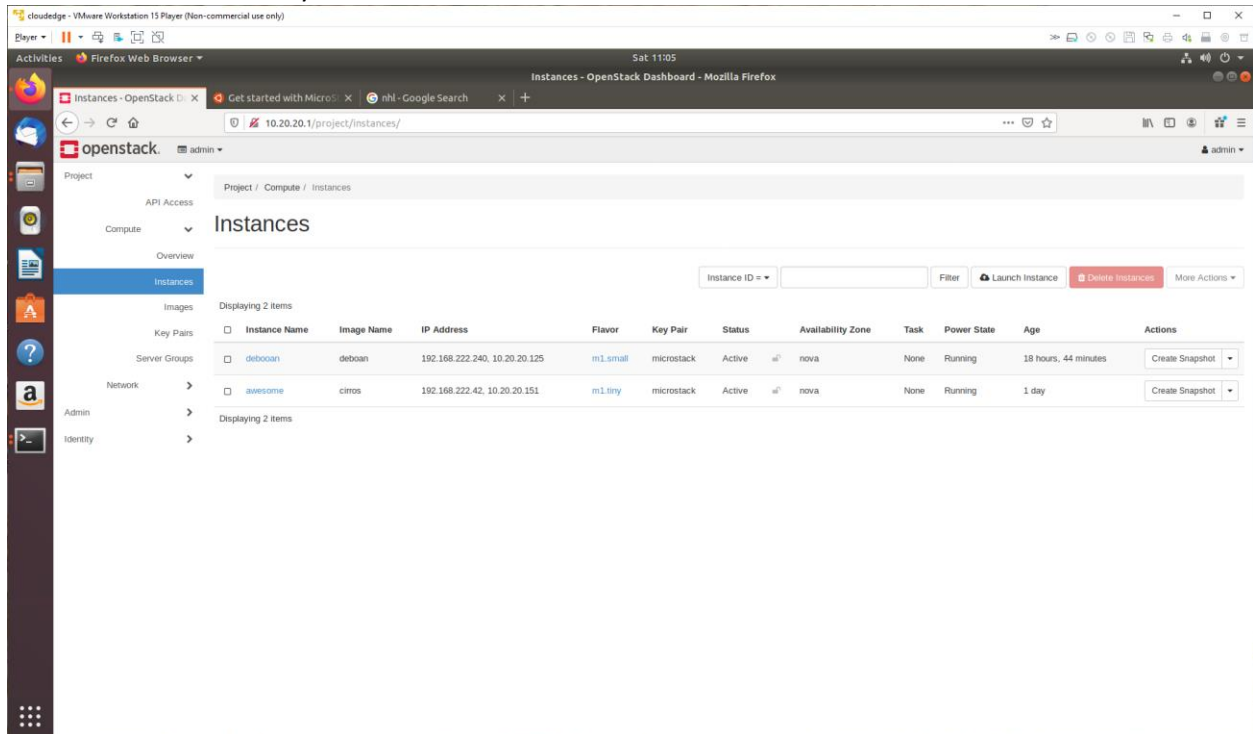 cloudedge - VMware Workstation 15 Player (Non-commercial use only)
Player
Activities Firefox Web Browser Sat 11:05
Instances - OpenStack Dashboard - Mozilla Firefox
Instances - OpenStack D Get started with MicroS nhl - Google Search
10.20.20.1/project/instances/
openstack. admin admin
Project
API Access
Compute
Overview
Instances
Images
Key Pairs
Server Groups
Network
Admin
Identity
Project / Compute / Instances
Instances
Instance ID = Filter Launch Instance Delete Instances More Actions
Displaying 2 items
Instance Name Image Name IP Address Flavor Key Pair Status Availability Zone Task Power State Age Actions
debooan deboan 192.168.222.240, 10.20.20.125 m1.small microstack Active nova None Running 18 hours, 44 minutes Create Snapshot
awesome cirros 192.168.222.42, 10.20.20.151 m1.tiny microstack Active nova None Running 1 day Create Snapshot
Displaying 2 items